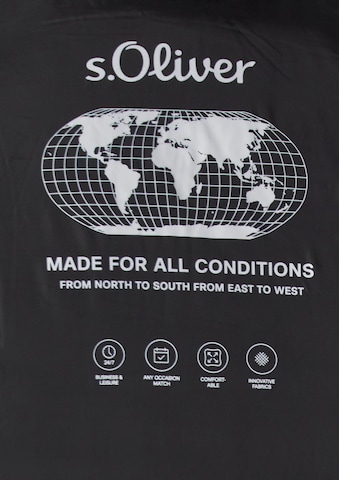 s.Oliver
MADE FOR ALL CONDITIONS
FROM NORTH TO SOUTH FROM EAST TO WEST
24/7
BUSINESS &
LEISURE
ANY OCCASION
MATCH
COMFORT-
ABLE
INNOVATIVE
FABRICS